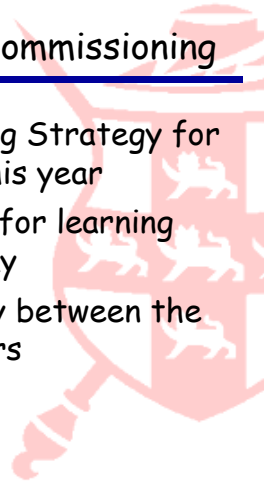 ommissioning
g Strategy for
is year
for learning
y
between the
rs